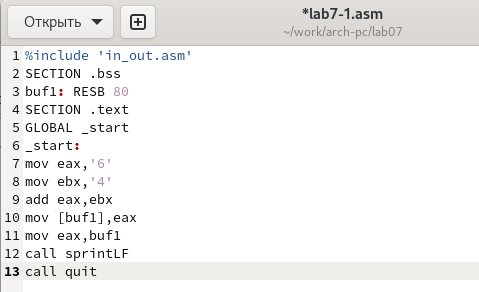 Открыть
*lab7-1.asm
~/work/arch-pc/lab07
1 %include 'in_out.asm'
2 SECTION .bss
3 buf1: RESB 80
4 SECTION .text
5 GLOBAL _start
6 _start:
7 mov eax,'6'
8 mov ebx,'4'
9 add eax,ebx
10 mov [buf1],eax
11 mov eax,buf1
12 call sprintLF
13 call quit